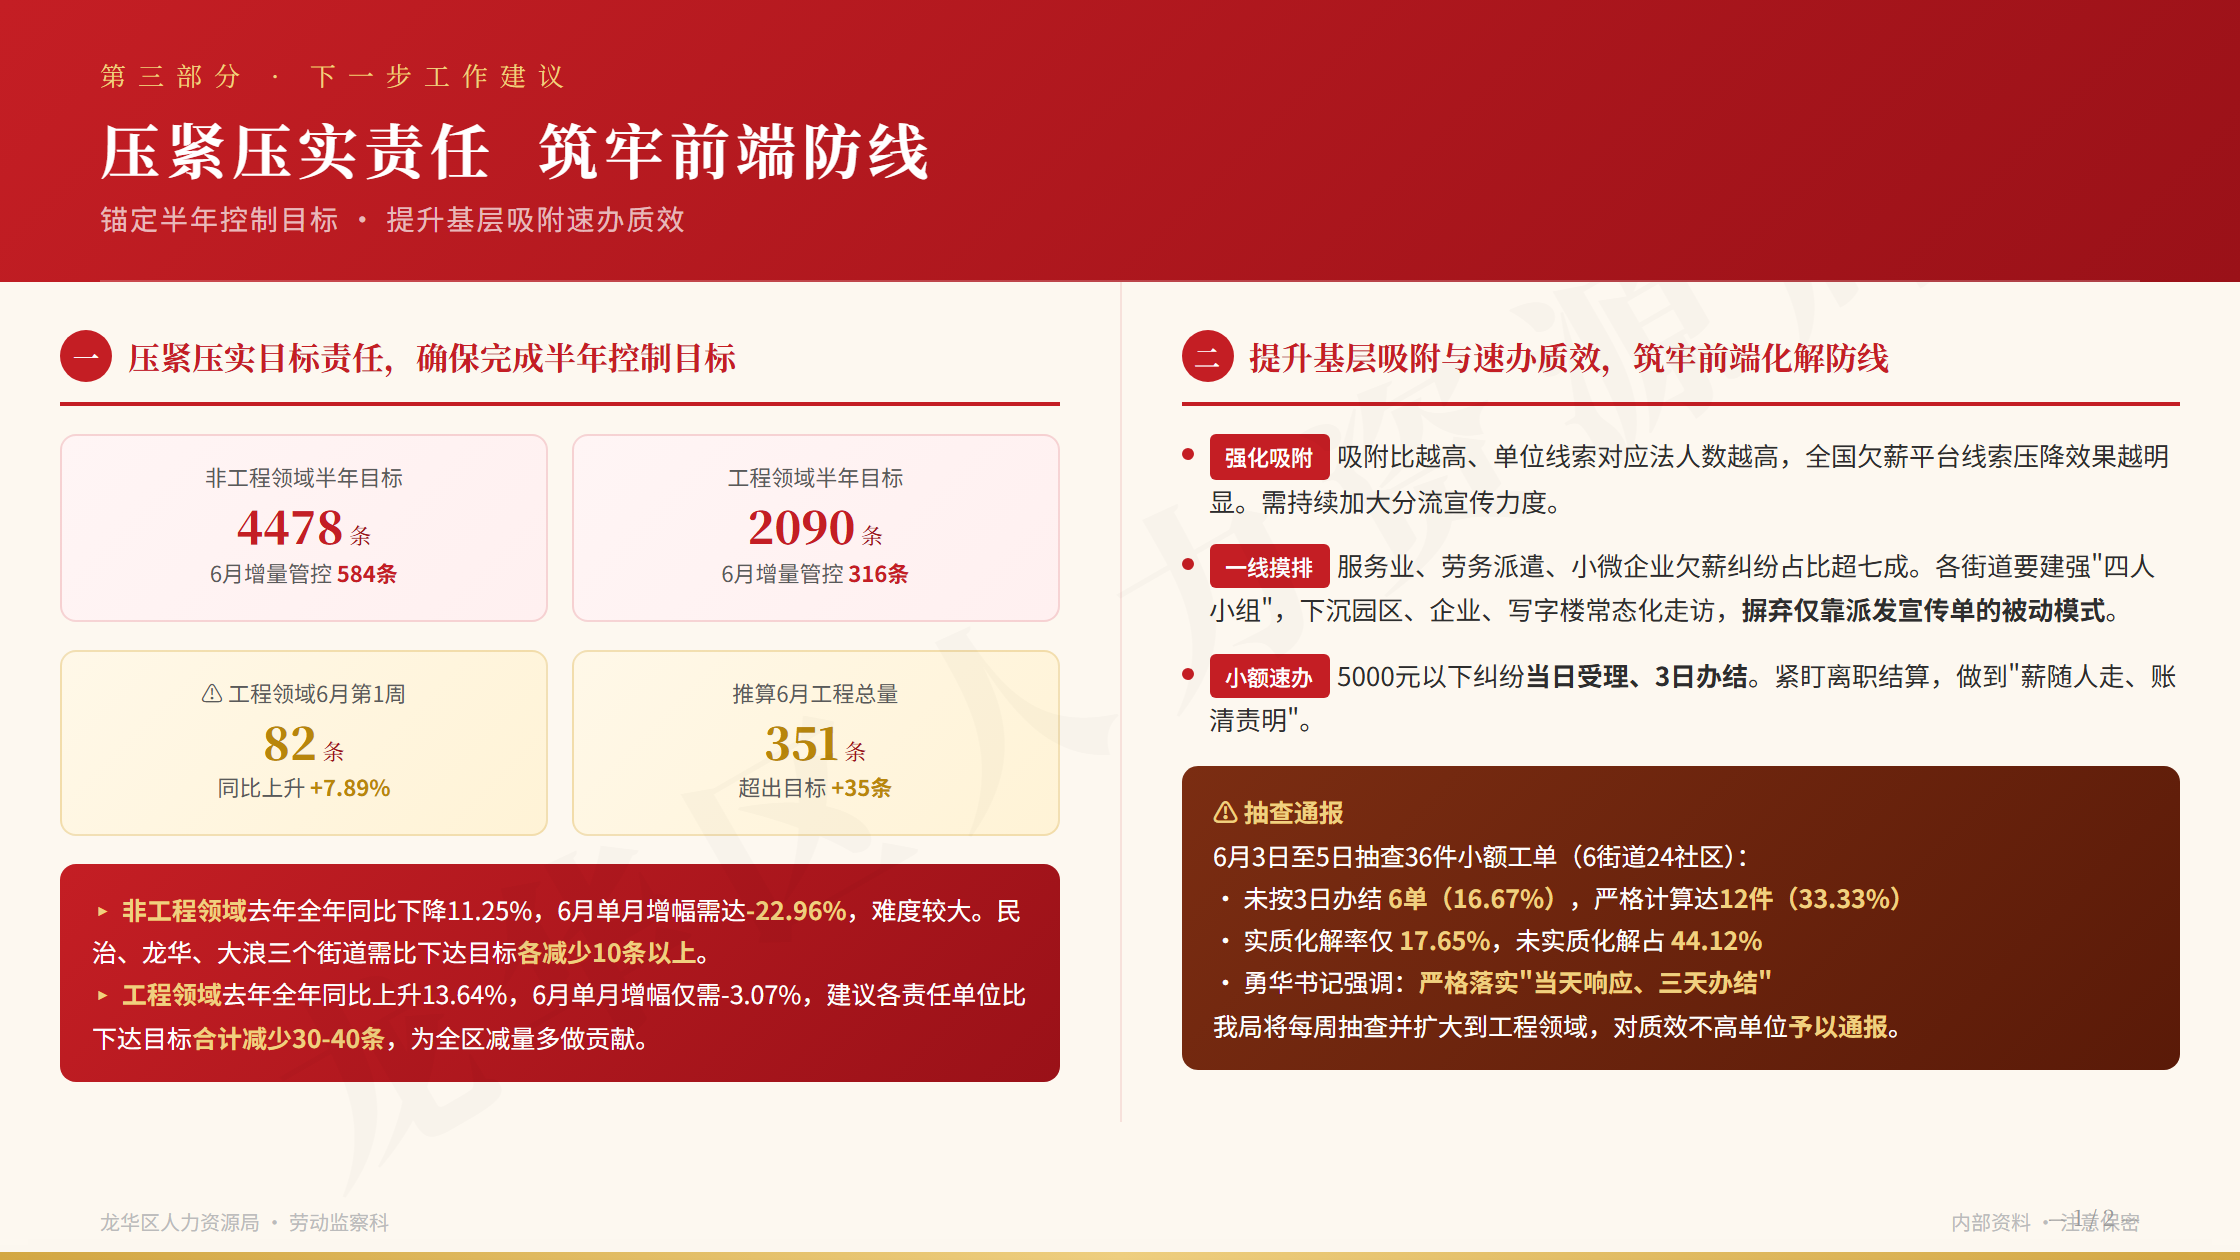 第三部分 · 下一步工作建议
压紧压实责任 筑牢前端防线
锚定半年控制目标 · 提升基层吸附速办质效
一 压紧压实目标责任，确保完成半年控制目标
非工程领域半年目标
4478 条
6月增量管控 584条
工程领域半年目标
2090 条
6月增量管控 316条
⚠ 工程领域6月第1周
82 条
同比上升 +7.89%
推算6月工程总量
351 条
超出目标 +35条
▸ 非工程领域去年全年同比下降11.25%，6月单月增幅需达-22.96%，难度较大。民
治、龙华、大浪三个街道需比下达目标各减少10条以上。
▸ 工程领域去年全年同比上升13.64%，6月单月增幅仅需-3.07%，建议各责任单位比
下达目标合计减少30-40条，为全区减量多做贡献。
二 提升基层吸附与速办质效，筑牢前端化解防线
• 强化吸附 吸附比越高、单位线索对应法人数越高，全国欠薪平台线索压降效果越明
显。需持续加大分流宣传力度。
• 一线摸排 服务业、劳务派遣、小微企业欠薪纠纷占比超七成。各街道要建强"四人
小组"，下沉园区、企业、写字楼常态化走访，摒弃仅靠派发宣传单的被动模式。
• 小额速办 5000元以下纠纷当日受理、3日办结。紧盯离职结算，做到"薪随人走、账
清责明"。
⚠ 抽查通报
6月3日至5日抽查36件小额工单（6街道24社区）：
· 未按3日办结 6单（16.67%），严格计算达12件（33.33%）
· 实质化解率仅 17.65%，未实质化解占 44.12%
· 勇华书记强调：严格落实"当天响应、三天办结"
我局将每周抽查并扩大到工程领域，对质效不高单位予以通报。
龙华区人力资源
龙华区人力资源局 · 劳动监察科
内部资料 · 注意保密
— 1 / 2 —